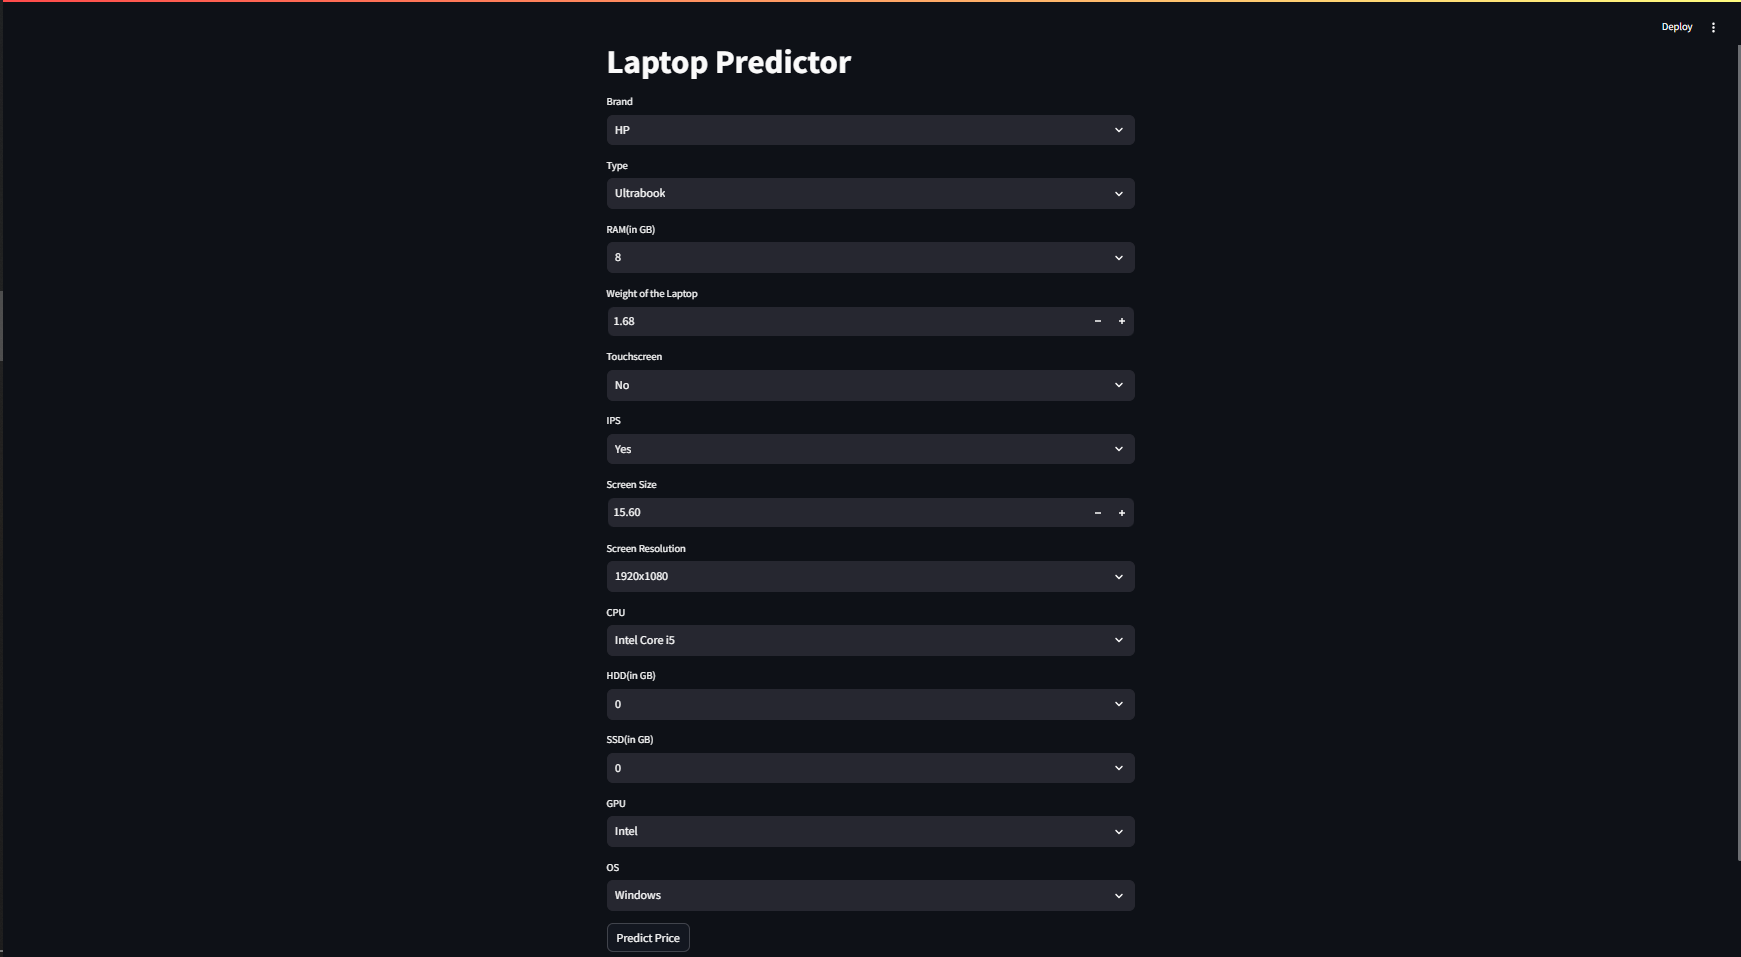 Deploy
Laptop Predictor
Brand
HP
Type
Ultrabook
RAM(in GB)
8
Weight of the Laptop
1.68
Touchscreen
No
IPS
Yes
Screen Size
15.60
Screen Resolution
1920x1080
CPU
Intel Core i5
HDD(in GB)
0
SSD(in GB)
0
GPU
Intel
OS
Windows
Predict Price